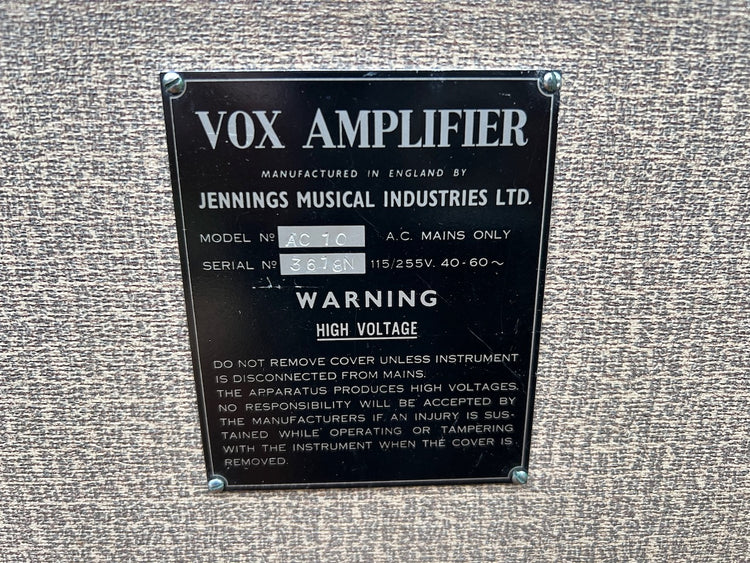 VOX AMPLIFIER
MANUFACTURED IN ENGLAND BY
JENNINGS MUSICAL INDUSTRIES LTD.
MODEL Nº AC 10 A.C. MAINS ONLY
SERIAL Nº 3678N 115/255V. 40-60~
WARNING
HIGH VOLTAGE
DO NOT REMOVE COVER UNLESS INSTRUMENT
IS DISCONNECTED FROM MAINS.
THE APPARATUS PRODUCES HIGH VOLTAGES.
NO RESPONSIBILITY WILL BE ACCEPTED BY
THE MANUFACTURERS IF AN INJURY IS SUS-
TAINED WHILE OPERATING OR TAMPERING
WITH THE INSTRUMENT WHEN THE COVER IS
REMOVED.